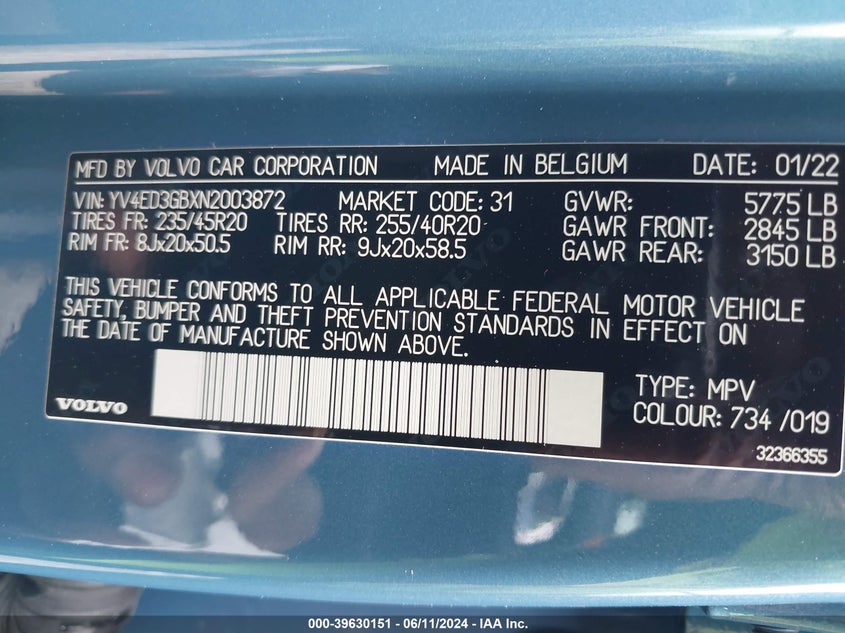 MFD BY VOLVO CAR CORPORATION MADE IN BELGIUM DATE: 01/22
VIN: YV4ED3GBXN2003872 MARKET CODE: 31 GVWR: 5775 LB
TIRES FR: 235/45R20 TIRES RR: 255/40R20 GAWR FRONT: 2845 LB
RIM FR: 8Jx20x50.5 RIM RR: 9Jx20x58.5 GAWR REAR: 3150 LB
THIS VEHICLE CONFORMS TO ALL APPLICABLE FEDERAL MOTOR VEHICLE
SAFETY, BUMPER AND THEFT PREVENTION STANDARDS IN EFFECT ON
THE DATE OF MANUFACTURE SHOWN ABOVE.
TYPE: MPV
VOLVO COLOUR: 734 /019
32366355
000-39630151 - 06/11/2024 - IAA Inc.